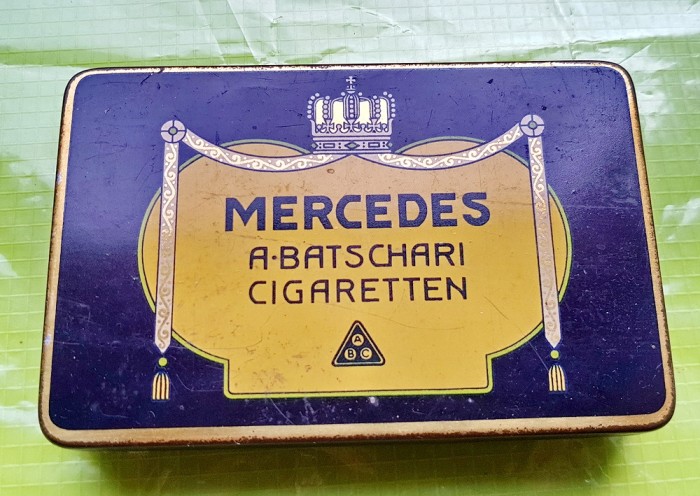 MERCEDES
A·BATSCHARI
CIGARETTEN
A
B C